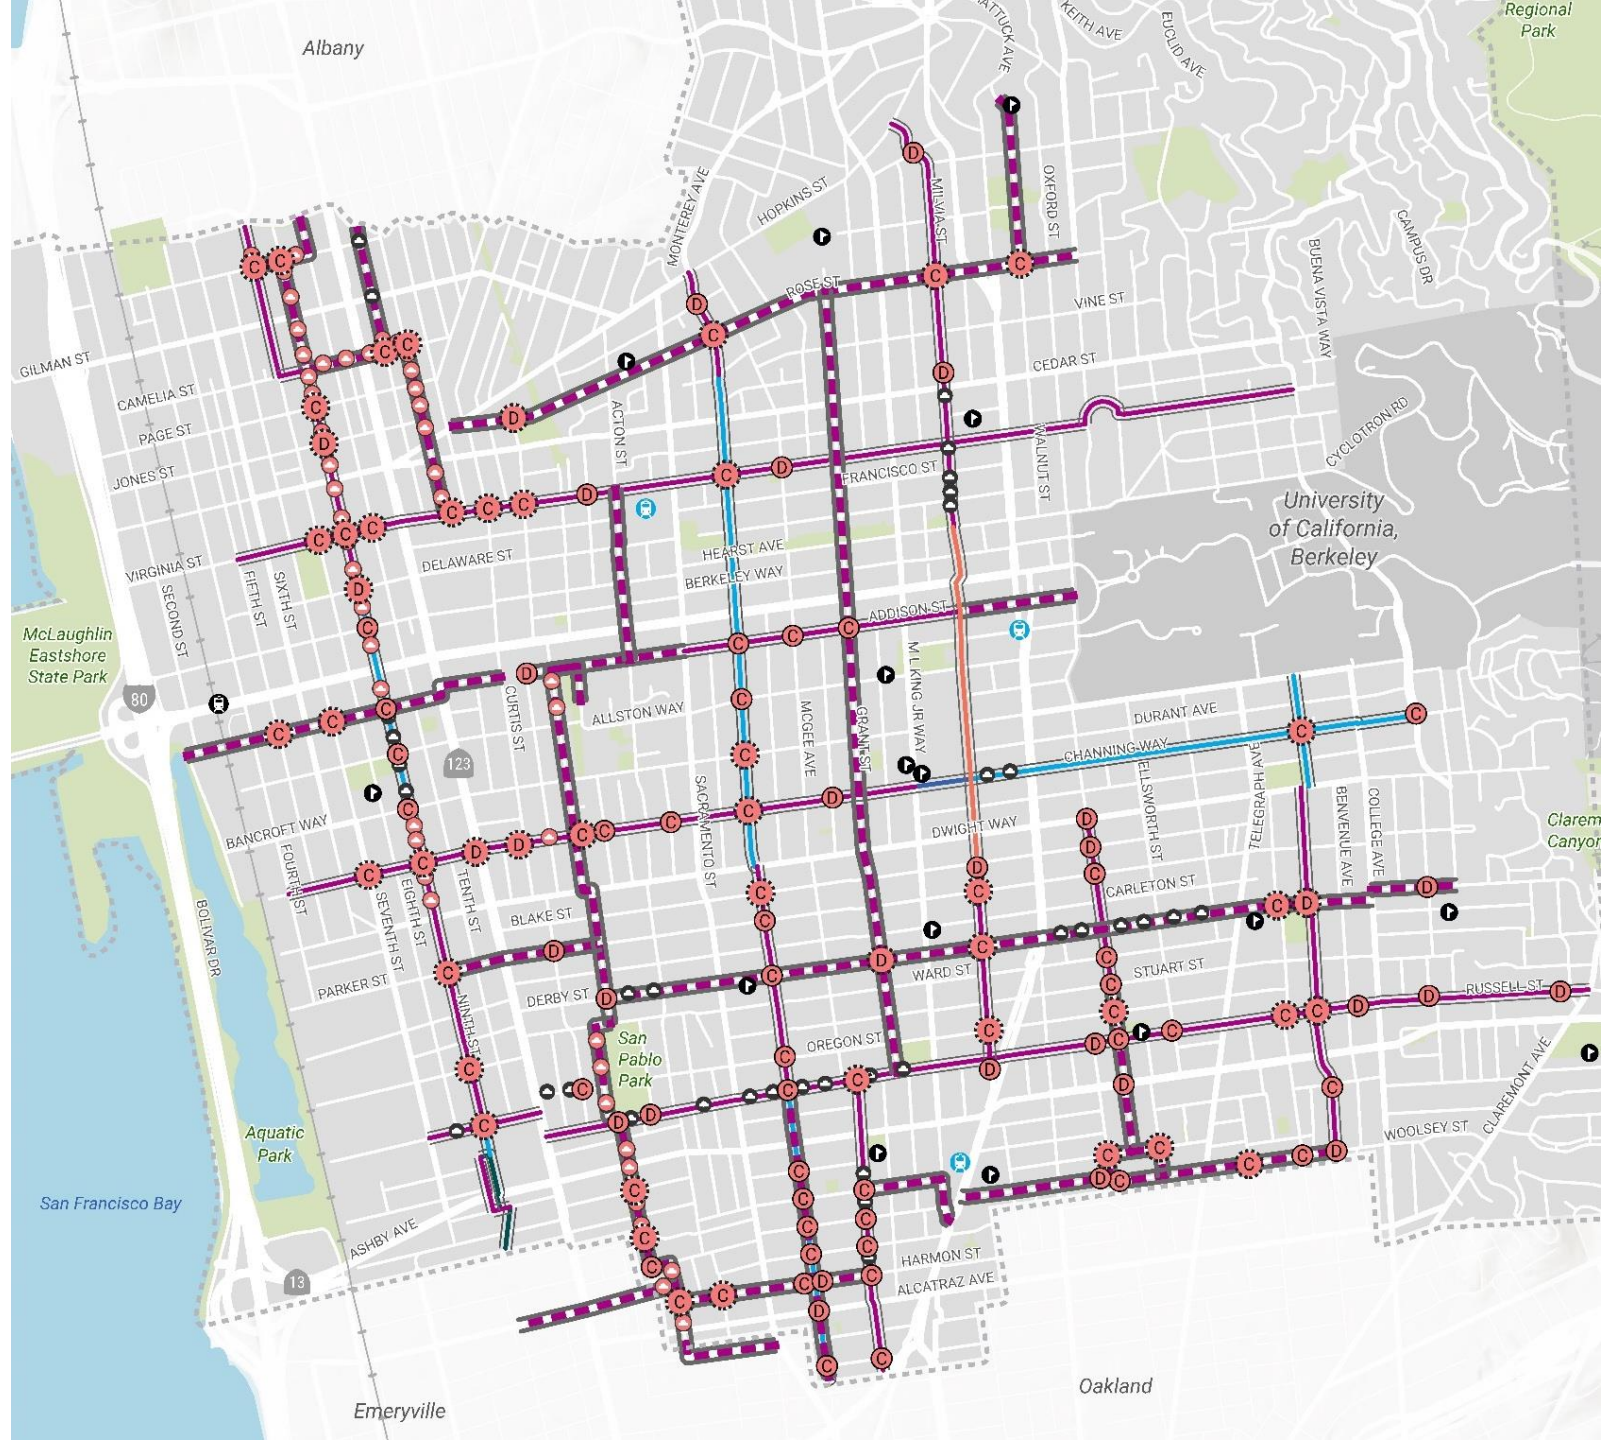 Regional
Park
Albany
SHATTUCK AVE
KEITH AVE
EUCLID AVE
MONTEREY AVE
HOPKINS ST
MILVIA ST
OXFORD ST
CAMPUS DR
BUENA VISTA WAY
ROSE ST
VINE ST
GILMAN ST
CEDAR ST
CAMELIA ST
PAGE ST
ACTON ST
CYCLOTRON RD
JONES ST
FRANCISCO ST
WALNUT ST
University
of California,
Berkeley
VIRGINIA ST
DELAWARE ST
HEARST AVE
BERKELEY WAY
SECOND ST
FIFTH ST
SIXTH ST
ADDISON ST
McLaughlin
Eastshore
State Park
80
M L KING JR WAY
CURTIS ST
ALLSTON WAY
MCGEE AVE
GRANT ST
DURANT AVE
CHANNING WAY
123
SACRAMENTO ST
ELLSWORTH ST
TELEGRAPH AVE
BENVENUE AVE
COLLEGE AVE
BANCROFT WAY
DWIGHT WAY
Clarem
Canyon
FOURTH ST
SEVENTH ST
EIGHTH ST
TENTH ST
CARLETON ST
BLAKE ST
BOLIVAR DR
PARKER ST
NINTH ST
DERBY ST
WARD ST
STUART ST
RUSSELL ST
San
Pablo
Park
OREGON ST
CLAREMONT AVE
WOOLSEY ST
Aquatic
Park
San Francisco Bay
ASHBY AVE
13
HARMON ST
ALCATRAZ AVE
Oakland
Emeryville